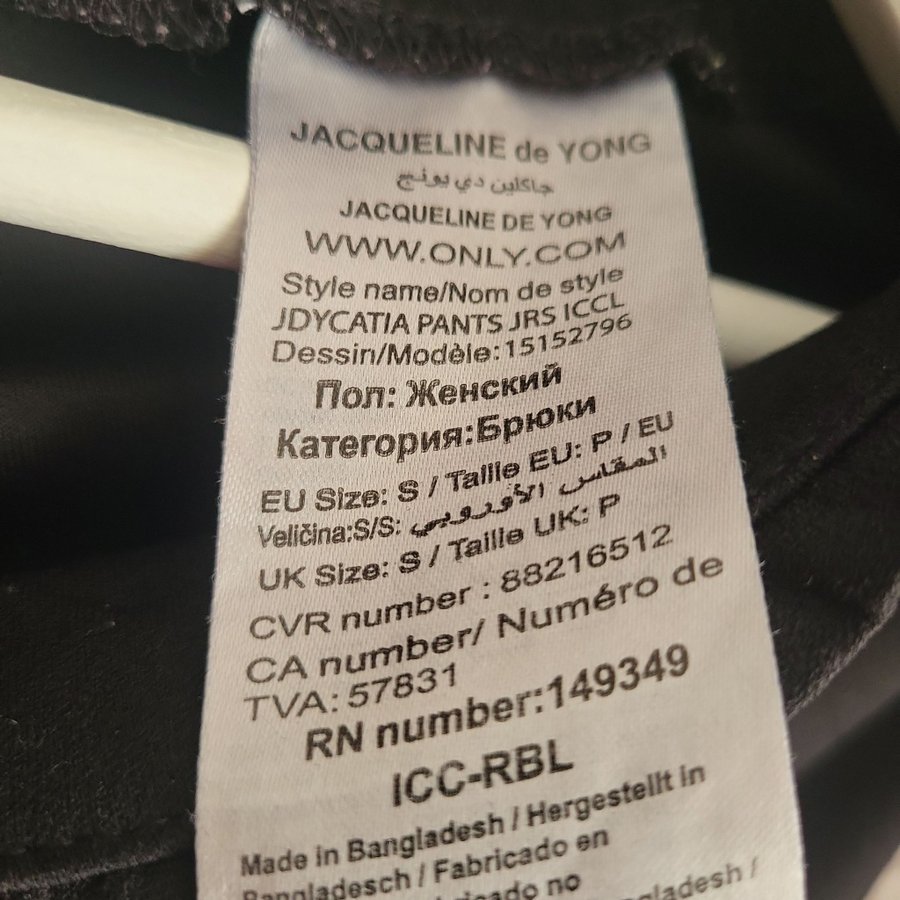 JACQUELINE de YONG
جاكلين دي يونج
JACQUELINE DE YONG
WWW.ONLY.COM
Style name/Nom de style
JDYCATIA PANTS JRS ICCL
Dessin/Modèle:15152796
Пол: Женский
Категория:Брюки
EU Size: S / Taille EU: P / EU
Veličina:S/S: المقاس الأوروبي
UK Size: S / Taille UK: P
CVR number : 88216512
CA number/ Numéro de
TVA: 57831
RN number:149349
ICC-RBL
Made in Bangladesh / Hergestellt in
Bangladesch / Fabricado en
no